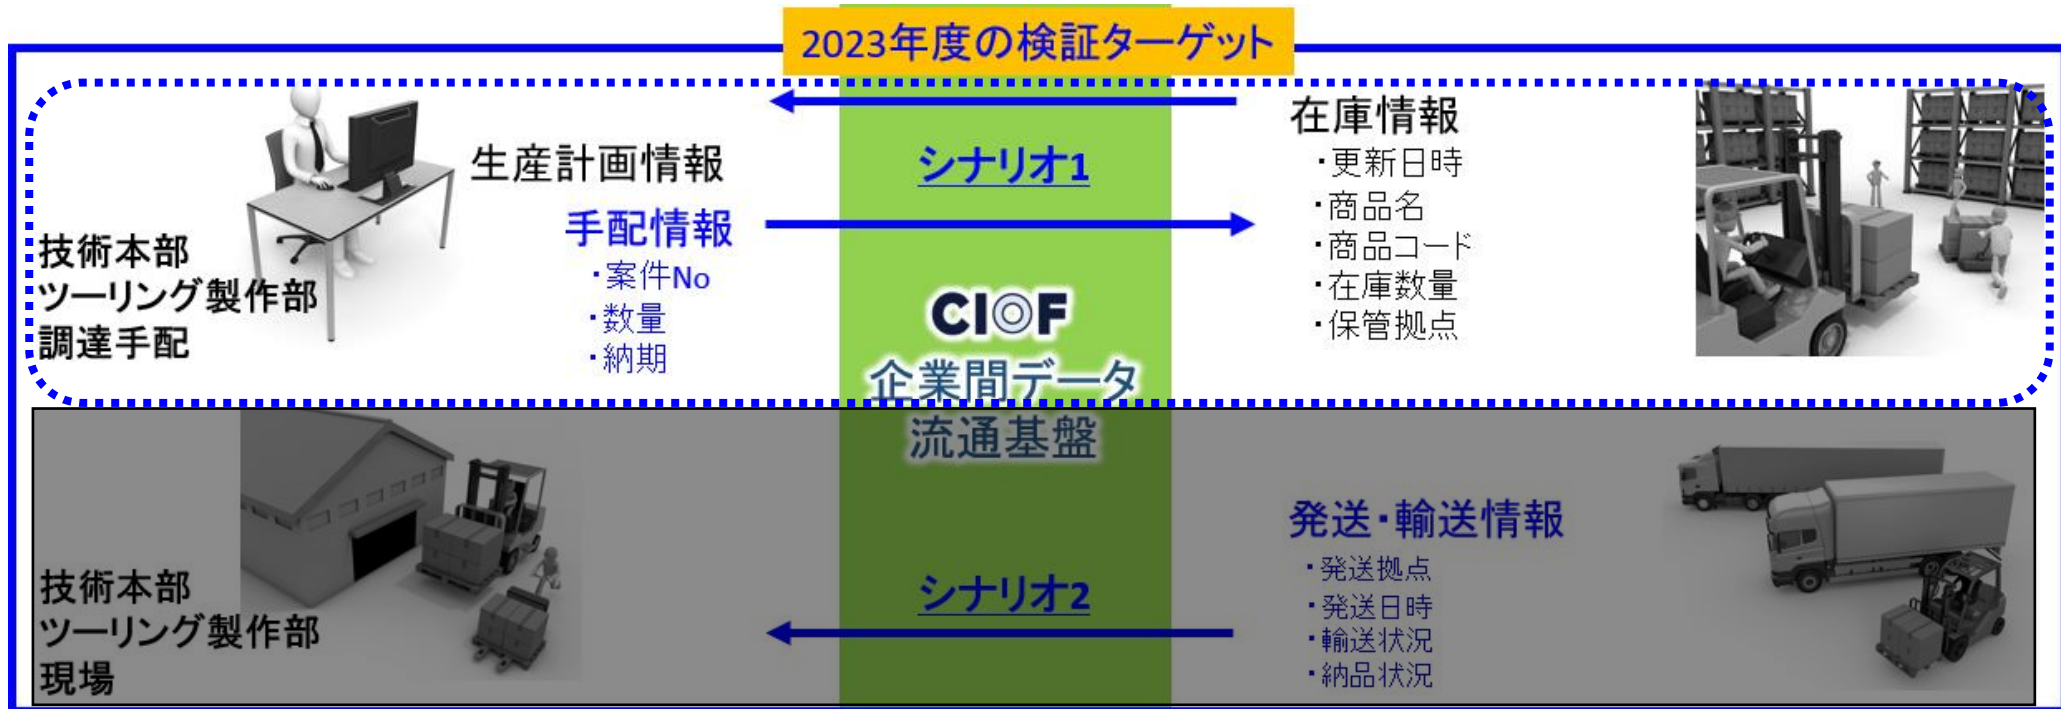 2023年度の検証ターゲット
技術本部
ツーリング製作部
調達手配
生産計画情報
手配情報
・案件No
・数量
・納期
シナリオ1
CIOF
企業間データ
流通基盤
在庫情報
・更新日時
・商品名
・商品コード
・在庫数量
・保管拠点
技術本部
ツーリング製作部
現場
シナリオ2
発送・輸送情報
・発送拠点
・発送日時
・輸送状況
・納品状況